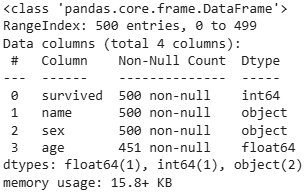 <class 'pandas.core.frame.DataFrame'>
RangeIndex: 500 entries, 0 to 499
Data columns (total 4 columns):
 #   Column    Non-Null Count  Dtype
---  ------    --------------  -----
 0   survived  500 non-null    int64
 1   name      500 non-null    object
 2   sex       500 non-null    object
 3   age       451 non-null    float64
dtypes: float64(1), int64(1), object(2)
memory usage: 15.8+ KB